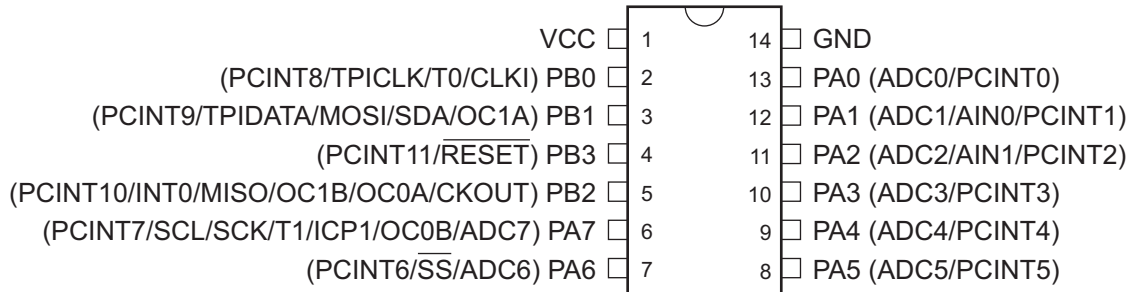 VCC 1 14 GND
(PCINT8/TPICLK/T0/CLKI) PB0 2 13 PA0 (ADC0/PCINT0)
(PCINT9/TPIDATA/MOSI/SDA/OC1A) PB1 3 12 PA1 (ADC1/AIN0/PCINT1)
(PCINT11/RESET) PB3 4 11 PA2 (ADC2/AIN1/PCINT2)
(PCINT10/INT0/MISO/OC1B/OC0A/CKOUT) PB2 5 10 PA3 (ADC3/PCINT3)
(PCINT7/SCL/SCK/T1/ICP1/OC0B/ADC7) PA7 6 9 PA4 (ADC4/PCINT4)
(PCINT6/SS/ADC6) PA6 7 8 PA5 (ADC5/PCINT5)